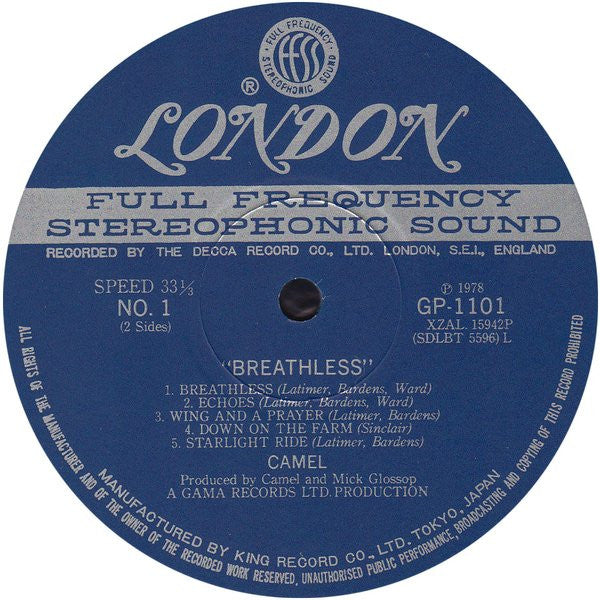 FULL FREQUENCY
ffss
STEREOPHONIC SOUND
®
LONDON
FULL FREQUENCY
STEREOPHONIC SOUND
RECORDED BY THE DECCA RECORD CO., LTD. LONDON, S.E.I., ENGLAND
SPEED 33⅓
NO. 1
(2 Sides)
℗ 1978
GP-1101
XZAL 15942P
(SDLBT 5596) L
"BREATHLESS"
1. BREATHLESS (Latimer, Bardens, Ward)
2. ECHOES (Latimer, Bardens, Ward)
3. WING AND A PRAYER (Latimer, Bardens)
4. DOWN ON THE FARM (Sinclair)
5. STARLIGHT RIDE (Latimer, Bardens)
CAMEL
Produced by Camel and Mick Glossop
A GAMA RECORDS LTD. PRODUCTION
MANUFACTURED BY KING RECORD CO., LTD. TOKYO, JAPAN
ALL RIGHTS OF THE MANUFACTURER AND OF THE OWNER OF THE RECORDED WORK RESERVED, UNAUTHORISED PUBLIC PERFORMANCE, BROADCASTING AND COPYING OF THIS RECORD PROHIBITED